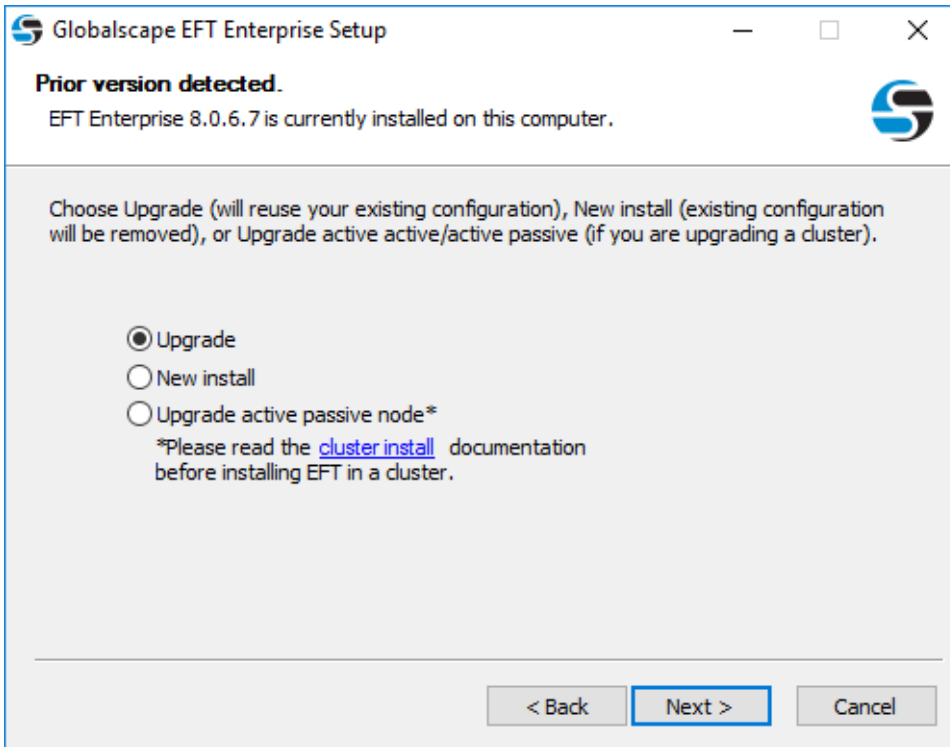 Globalscape EFT Enterprise Setup
Prior version detected.
EFT Enterprise 8.0.6.7 is currently installed on this computer.
Choose Upgrade (will reuse your existing configuration), New install (existing configuration
will be removed), or Upgrade active active/active passive (if you are upgrading a cluster).
Upgrade
New install
Upgrade active passive node*
*Please read the cluster install documentation
before installing EFT in a cluster.
< Back Next > Cancel